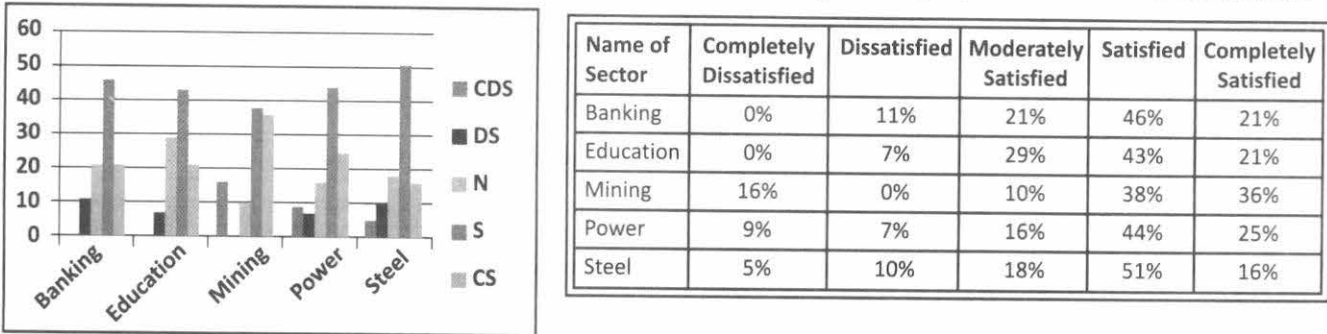 60
50
40
30
20
10
0
Banking
Education
Mining
Power
Steel
CDS
DS
N
S
CS
Name of Sector | Completely Dissatisfied | Dissatisfied | Moderately Satisfied | Satisfied | Completely Satisfied
Banking | 0% | 11% | 21% | 46% | 21%
Education | 0% | 7% | 29% | 43% | 21%
Mining | 16% | 0% | 10% | 38% | 36%
Power | 9% | 7% | 16% | 44% | 25%
Steel | 5% | 10% | 18% | 51% | 16%